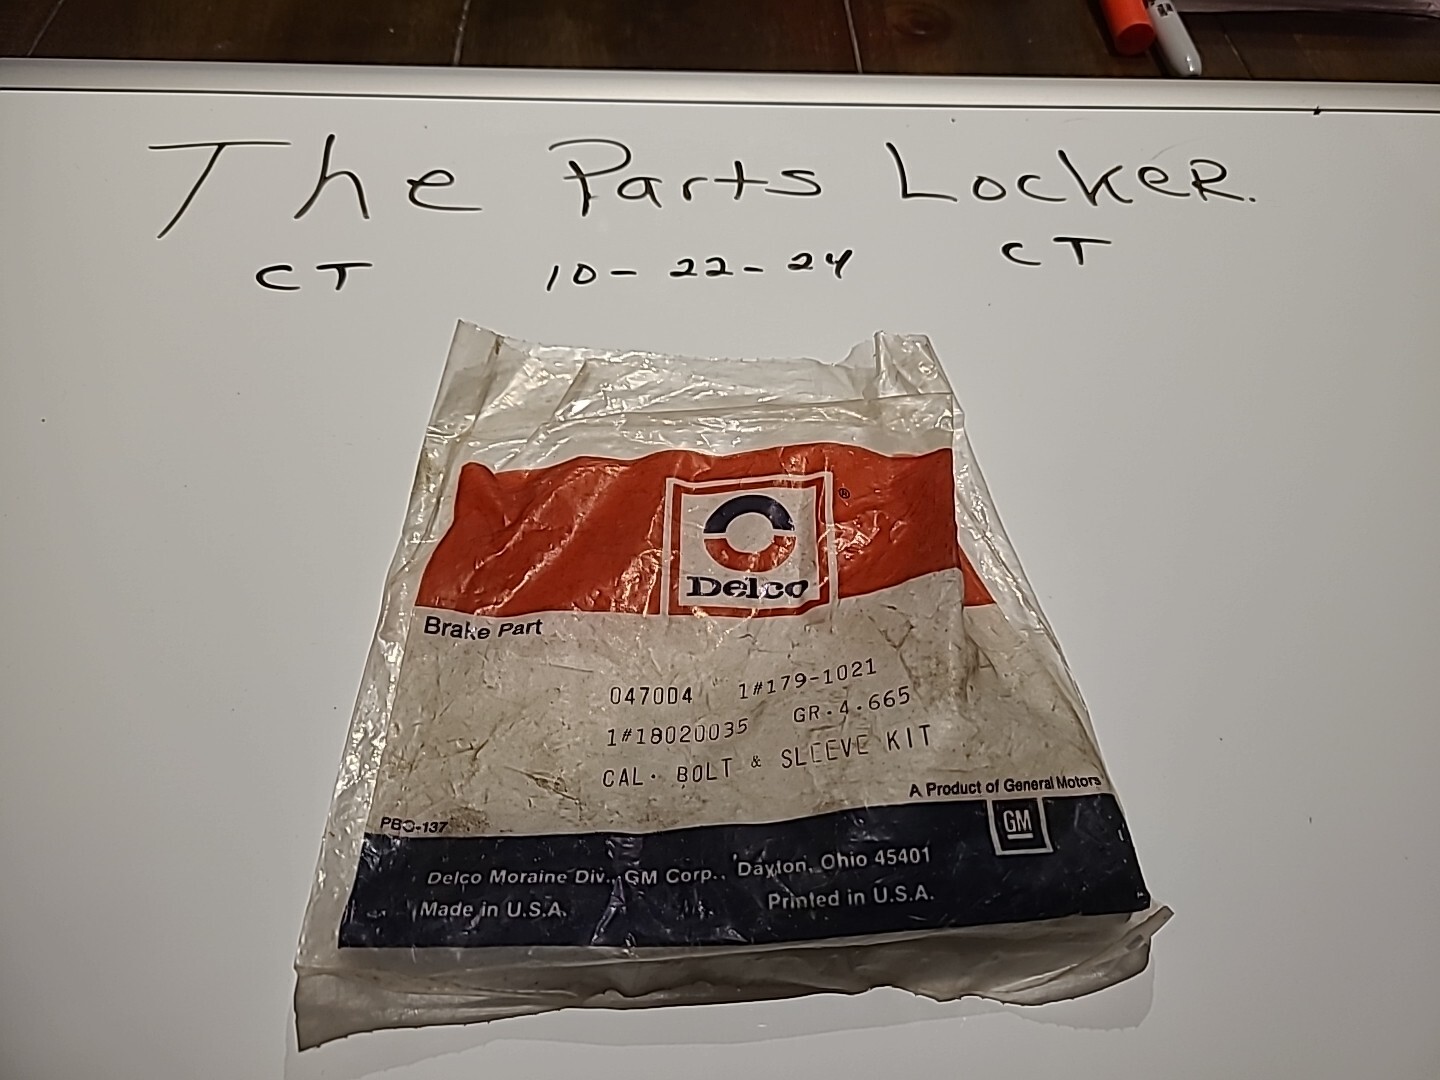 The Parts Locker.
CT 10-22-24 CT
®
Delco
Brake Part
047004 1#179-1021
1#18020035 GR.4.665
CAL. BOLT & SLEEVE KIT
A Product of General Motors
GM
Delco Moraine Div., GM Corp., Dayton, Ohio 45401
Made in U.S.A. Printed in U.S.A.